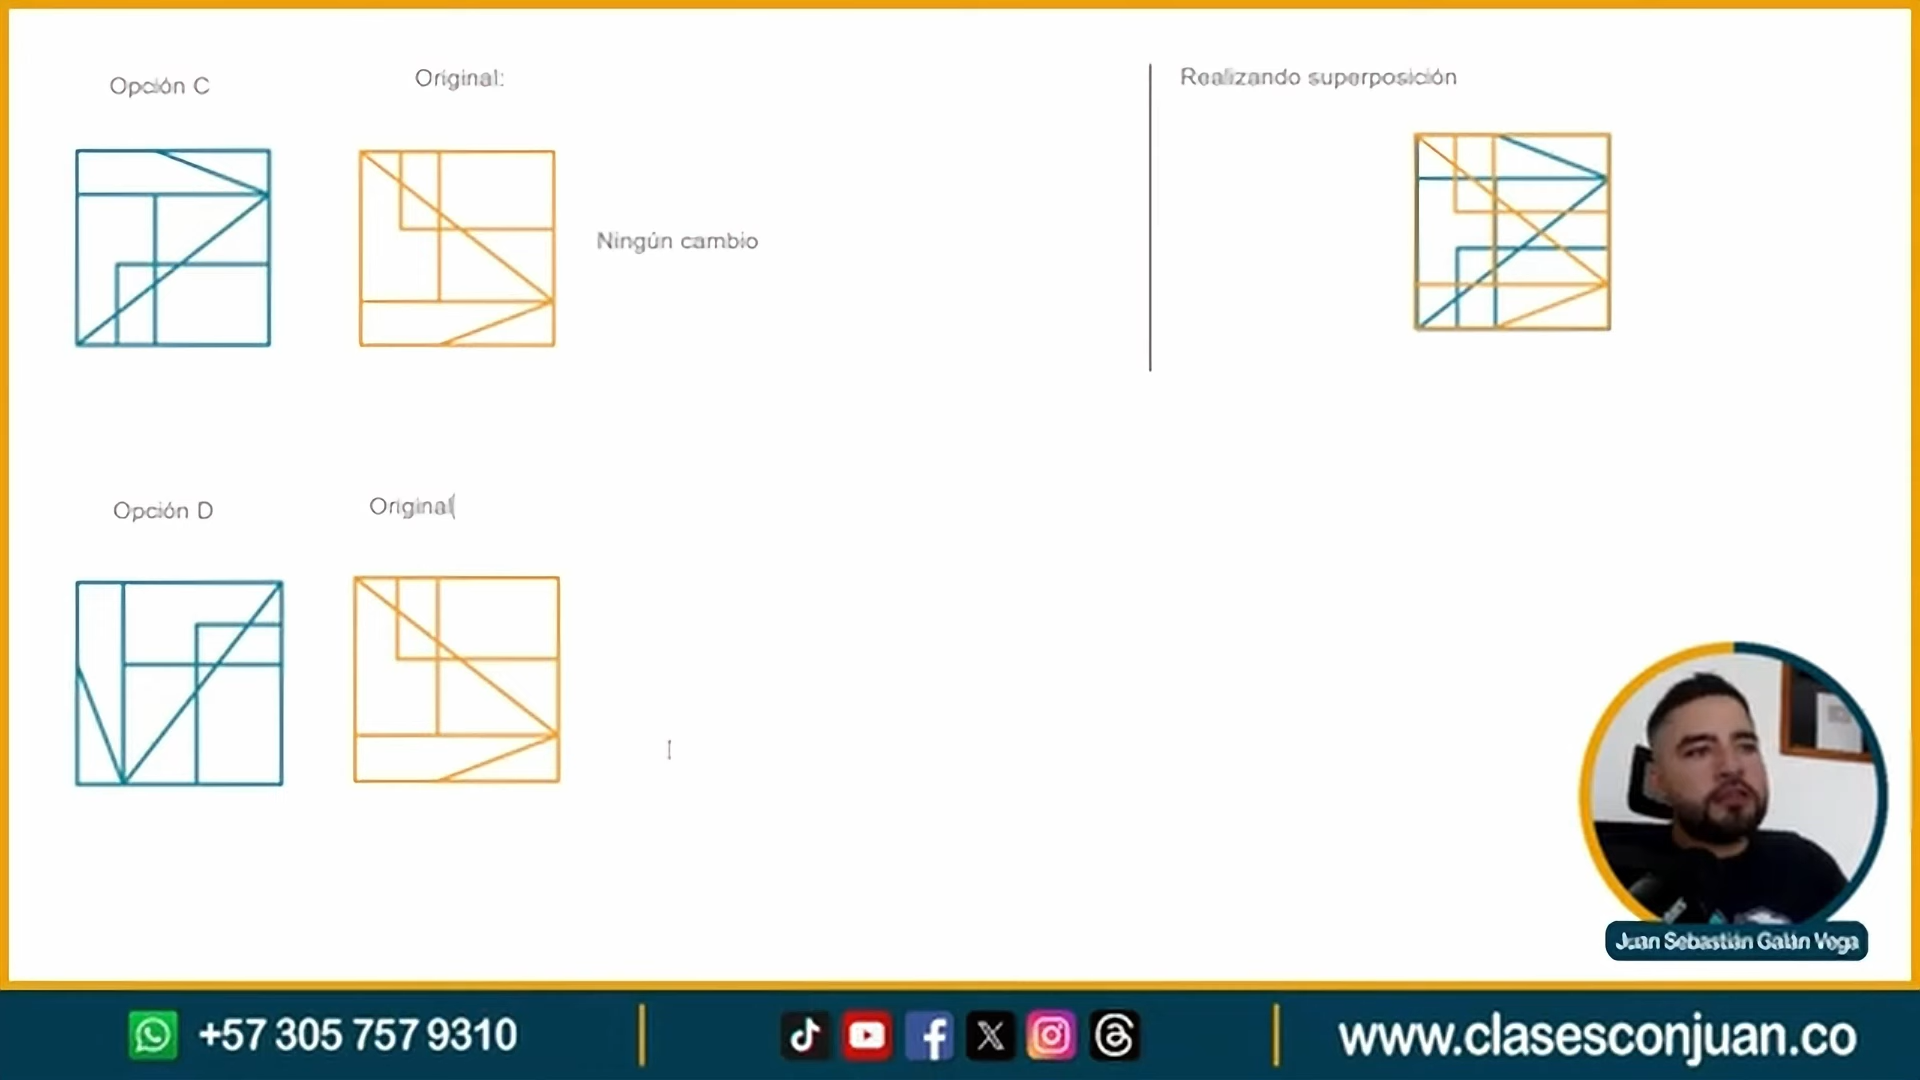 Opción C
Original:
Realizando superposición
Ningún cambio
Opción D
Original
Juan Sebastián Galán Vega
+57 305 757 9310
www.clasesconjuan.co